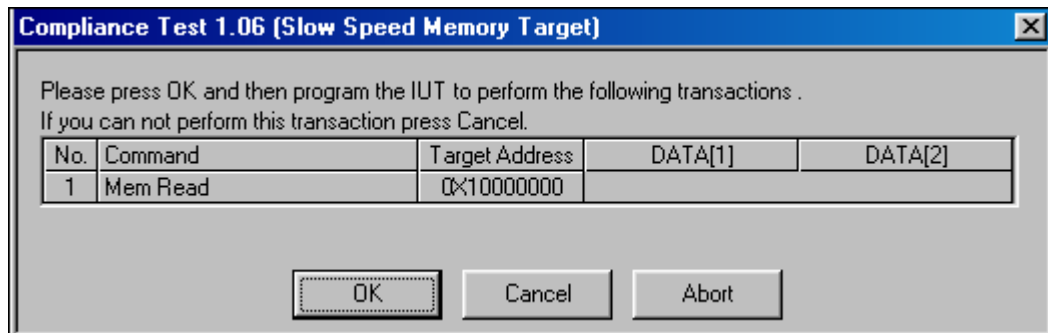 Compliance Test 1.06 (Slow Speed Memory Target)
Please press OK and then program the IUT to perform the following transactions .
If you can not perform this transaction press Cancel.
No. Command Target Address DATA[1] DATA[2]
1 Mem Read 0X10000000
OK Cancel Abort